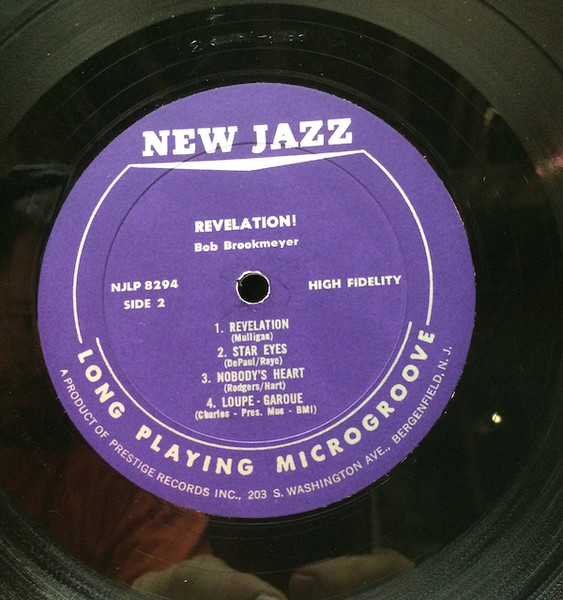 NEW JAZZ
REVELATION!
Bob Brookmeyer
NJLP 8294
SIDE 2
HIGH FIDELITY
1. REVELATION
(Mulligan)
2. STAR EYES
(DePaul/Raye)
3. NOBODY'S HEART
(Rodgers/Hart)
4. LOUPE - GAROUE
(Charles - Pres. Mus - BMI)
LONG PLAYING MICROGROOVE
A PRODUCT OF PRESTIGE RECORDS INC., 203 S. WASHINGTON AVE., BERGENFIELD, N. J.